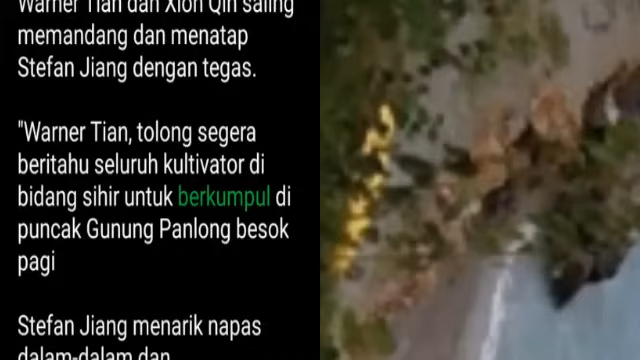 Warner Tian dan Xion Qin saling
memandang dan menatap
Stefan Jiang dengan tegas.
"Warner Tian, tolong segera
beritahu seluruh kultivator di
bidang sihir untuk berkumpul di
puncak Gunung Panlong besok
pagi
Stefan Jiang menarik napas
dalam-dalam dan